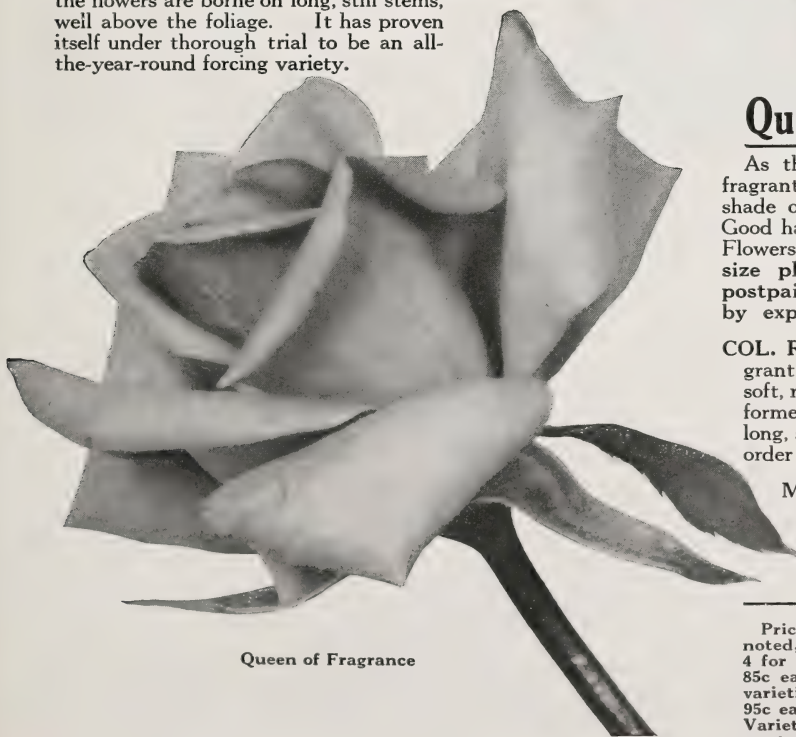 the flowers are borne on long, stiff stems,
well above the foliage. It has proven
itself under thorough trial to be an all-
the-year-round forcing variety.
Queen of Fragrance
Qu
As th
fragrant
shade o
Good ha
Flowers
size pl
postpai
by exp
COL. R
grant
soft, r
forme
long,
order
M
Pric
noted,
4 for
85c ea
varieti
95c ea
Variet